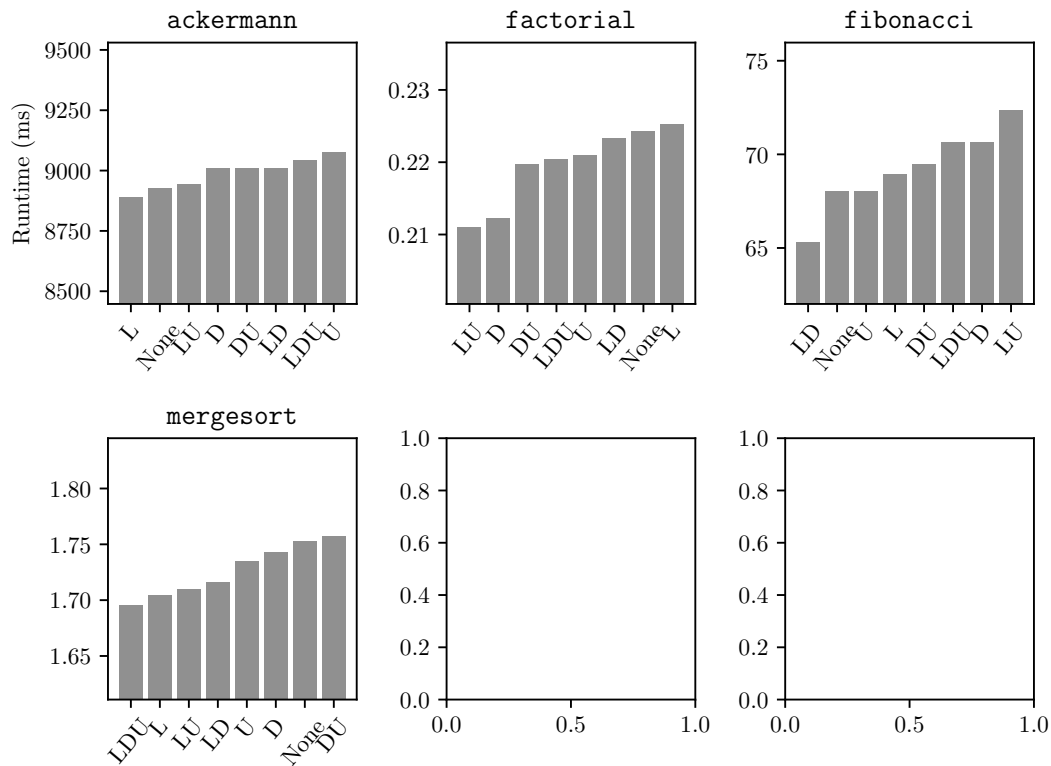 ackermann
Runtime (ms)
9500
9250
9000
8750
8500
L None LU D DU LD LDU U
factorial
0.23
0.22
0.21
LU D DU LDU U LD None L
fibonacci
75
70
65
LD None U L DU LDU D LU
mergesort
1.80
1.75
1.70
1.65
LDU L LU LD U D None DU
1.0
0.8
0.6
0.4
0.2
0.0
0.0 0.5 1.0
1.0
0.8
0.6
0.4
0.2
0.0
0.0 0.5 1.0